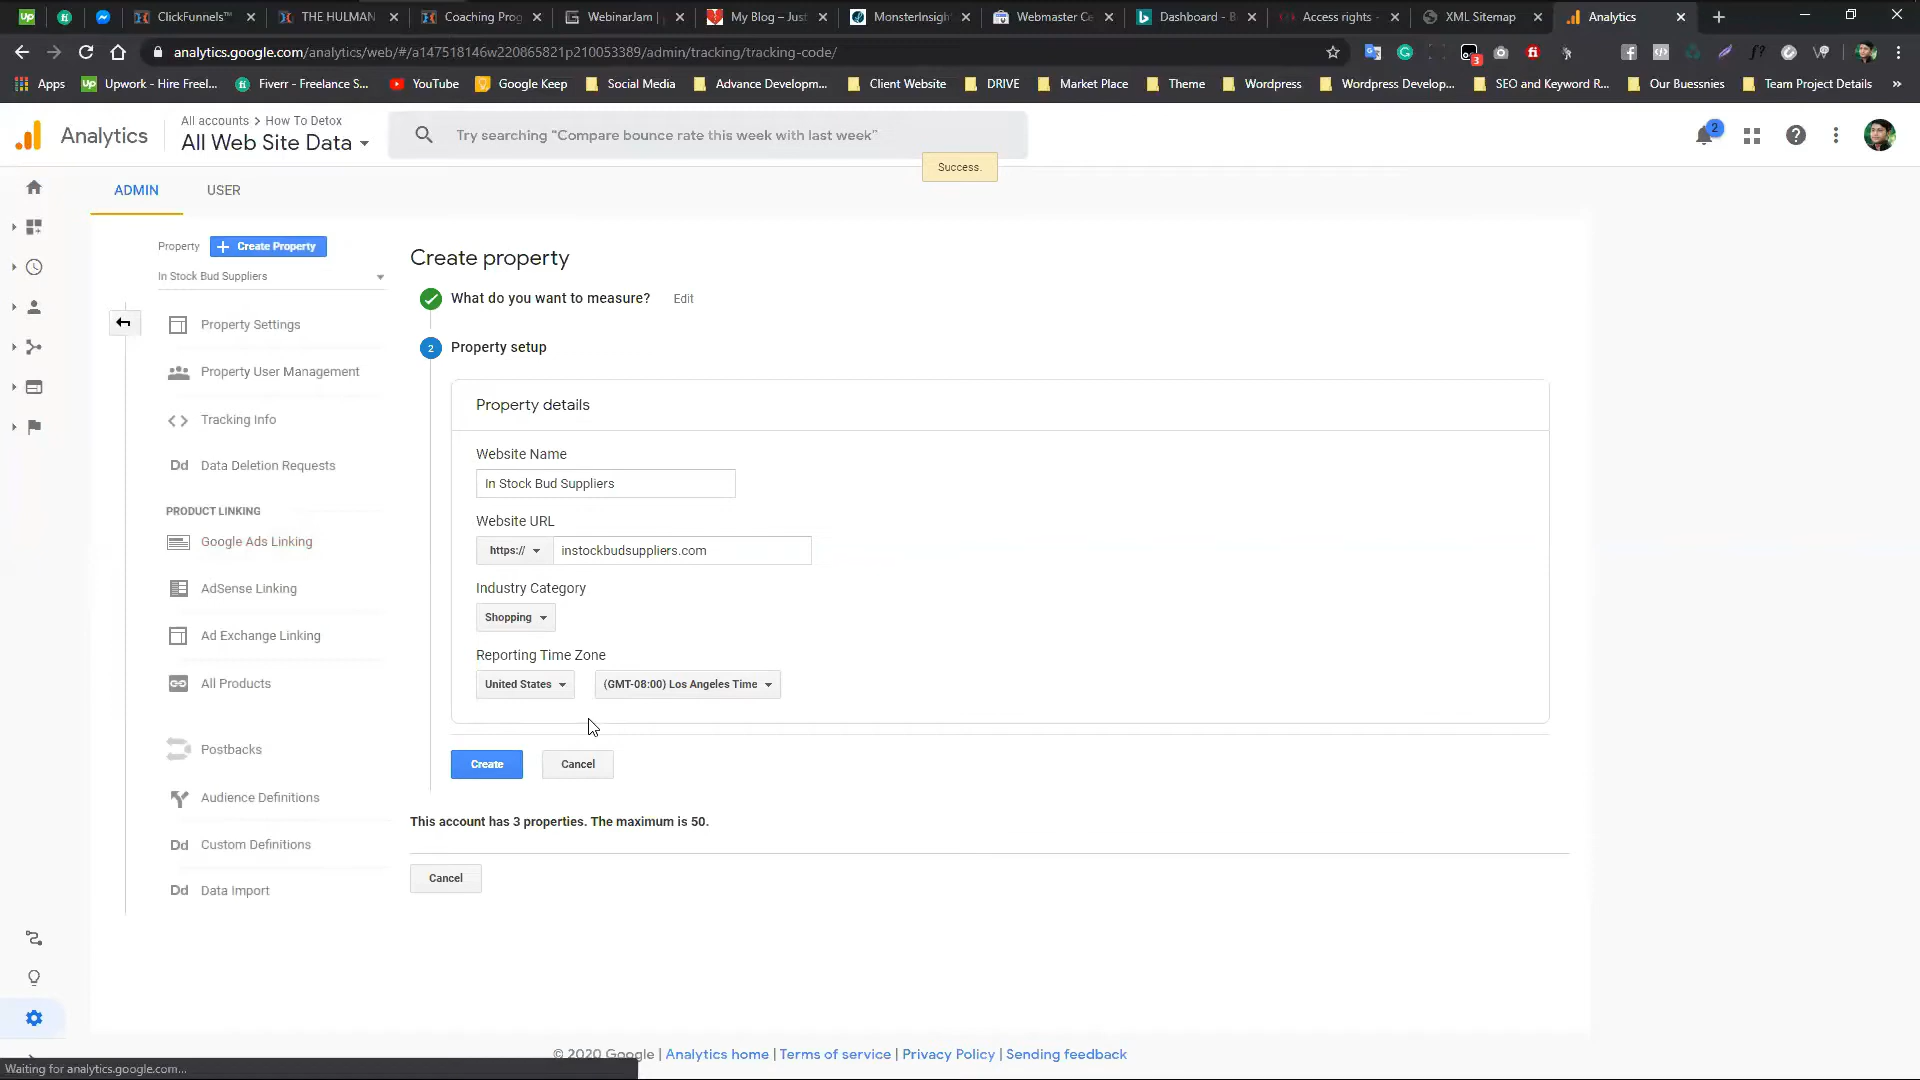 ClickFunnels™
THE HULMAN
Coaching Prog
WebinarJam |
My Blog – Just
MonsterInsigh
Webmaster Ce
Dashboard - B
Access rights -
XML Sitemap
Analytics
analytics.google.com/analytics/web/#/a147518146w220865821p210053389/admin/tracking/tracking-code/
3
Apps
Up
Upwork - Hire Freel...
Fiverr - Freelance S...
YouTube
Google Keep
Social Media
Advance Developm...
Client Website
DRIVE
Market Place
Theme
Wordpress
Wordpress Develop...
SEO and Keyword R...
Our Buessnies
Team Project Details
»
Analytics
All accounts > How To Detox
All Web Site Data
Try searching “Compare bounce rate this week with last week”
2
Success.
ADMIN
USER
Property
+ Create Property
In Stock Bud Suppliers
Property Settings
Property User Management
Tracking Info
Dd Data Deletion Requests
PRODUCT LINKING
Google Ads Linking
AdSense Linking
Ad Exchange Linking
All Products
Postbacks
Audience Definitions
Dd Custom Definitions
Dd Data Import
Create property
What do you want to measure? Edit
2 Property setup
Property details
Website Name
In Stock Bud Suppliers
Website URL
https:// instockbudsuppliers.com
Industry Category
Shopping
Reporting Time Zone
United States (GMT-08:00) Los Angeles Time
Create Cancel
This account has 3 properties. The maximum is 50.
Cancel
© 2020 Google | Analytics home | Terms of service | Privacy Policy | Sending feedback
Waiting for analytics.google.com...